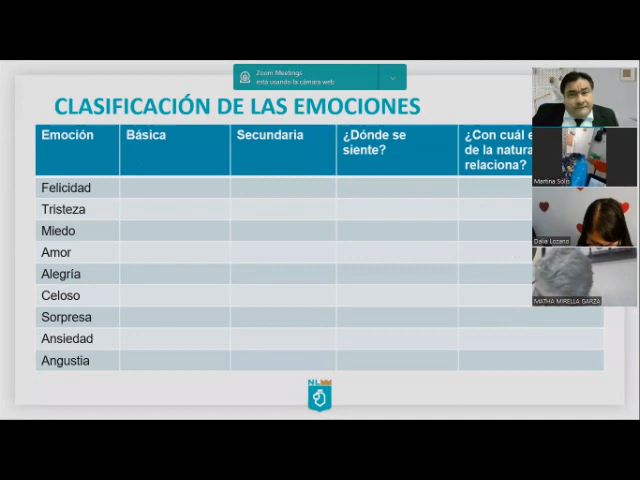 Zoom Meetings
está usando la cámara web
CLASIFICACIÓN DE LAS EMOCIONES
Emoción Básica Secundaria ¿Dónde se siente? ¿Con cuál e
de la natura
relaciona?
Felicidad
Tristeza
Miedo
Amor
Alegría
Celoso
Sorpresa
Ansiedad
Angustia
Martina Solis
Dalia Lozano
MATHA MIRELLA GARZA
NL